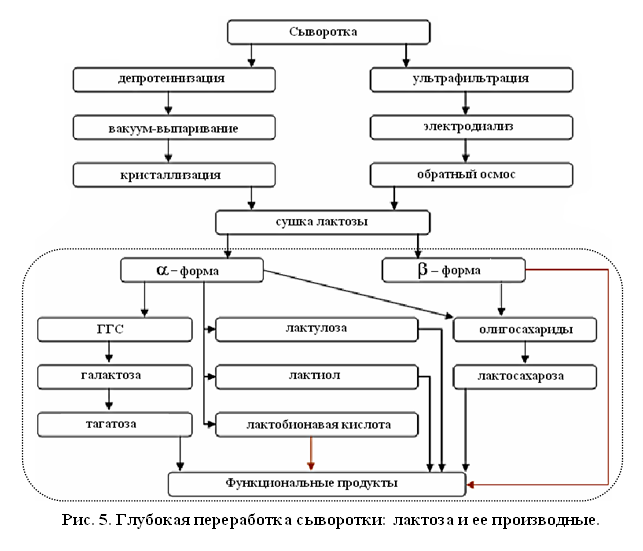 Сыворотка
депротеинизация
ультрафильтрация
вакуум-выпаривание
электродиализ
кристаллизация
обратный осмос
сушка лактозы
α – форма
β – форма
ГГС
лактулоза
олигосахариды
галактоза
лактиол
лактосахароза
тагатоза
лактобионавая кислота
Функциональные продукты
Рис. 5. Глубокая переработка сыворотки: лактоза и ее производные.